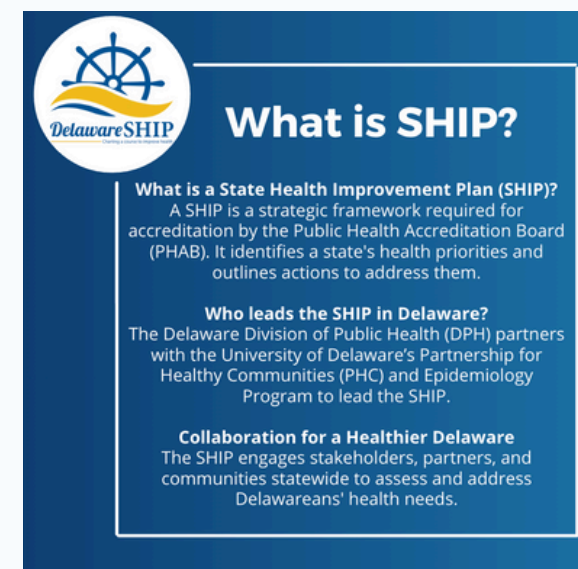 DelawareSHIP
Charting a course to improve health
What is SHIP?
What is a State Health Improvement Plan (SHIP)?
A SHIP is a strategic framework required for
accreditation by the Public Health Accreditation Board
(PHAB). It identifies a state's health priorities and
outlines actions to address them.
Who leads the SHIP in Delaware?
The Delaware Division of Public Health (DPH) partners
with the University of Delaware’s Partnership for
Healthy Communities (PHC) and Epidemiology
Program to lead the SHIP.
Collaboration for a Healthier Delaware
The SHIP engages stakeholders, partners, and
communities statewide to assess and address
Delawareans' health needs.